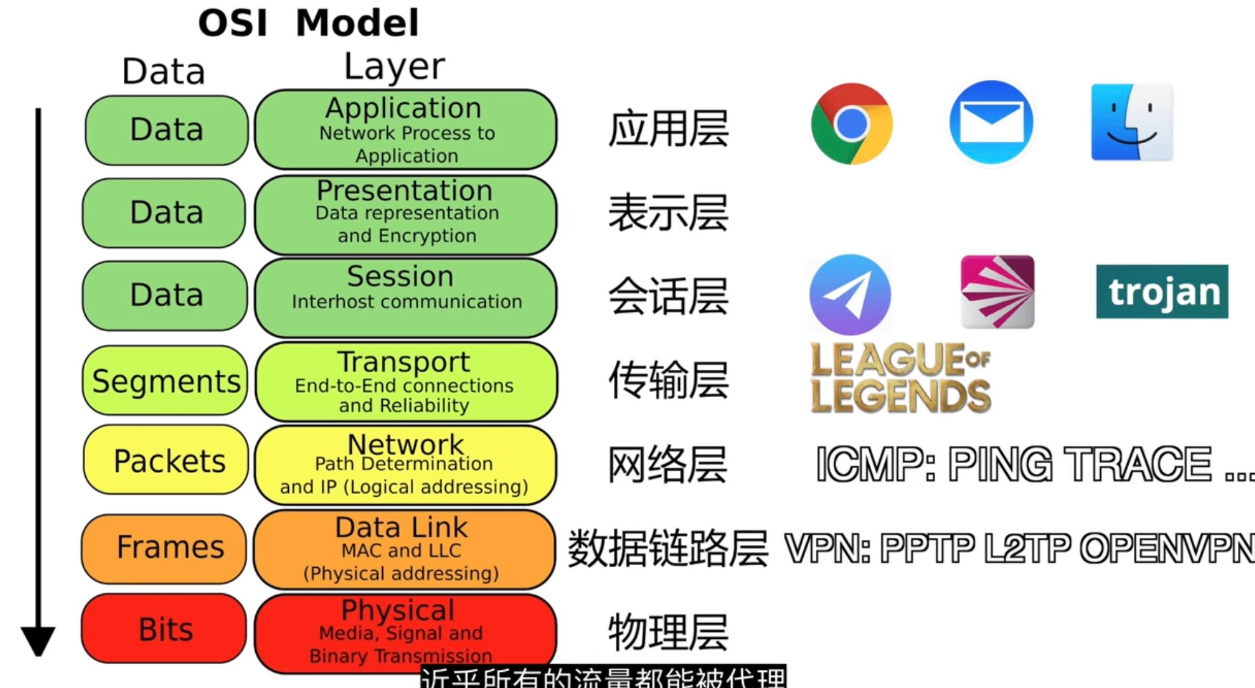 OSI Model
Data
Layer
Data
Application
Network Process to
Application
应用层
Data
Presentation
Data representation
and Encryption
表示层
Data
Session
Interhost communication
会话层
trojan
Segments
Transport
End-to-End connections
and Reliability
传输层
LEAGUE OF
LEGENDS
Packets
Network
Path Determination
and IP (Logical addressing)
网络层
ICMP: PING TRACE ...
Frames
Data Link
MAC and LLC
(Physical addressing)
数据链路层
VPN: PPTP L2TP OPENVPN
Bits
Physical
Media, Signal and
Binary Transmission
物理层
近乎所有的流量都能被代理